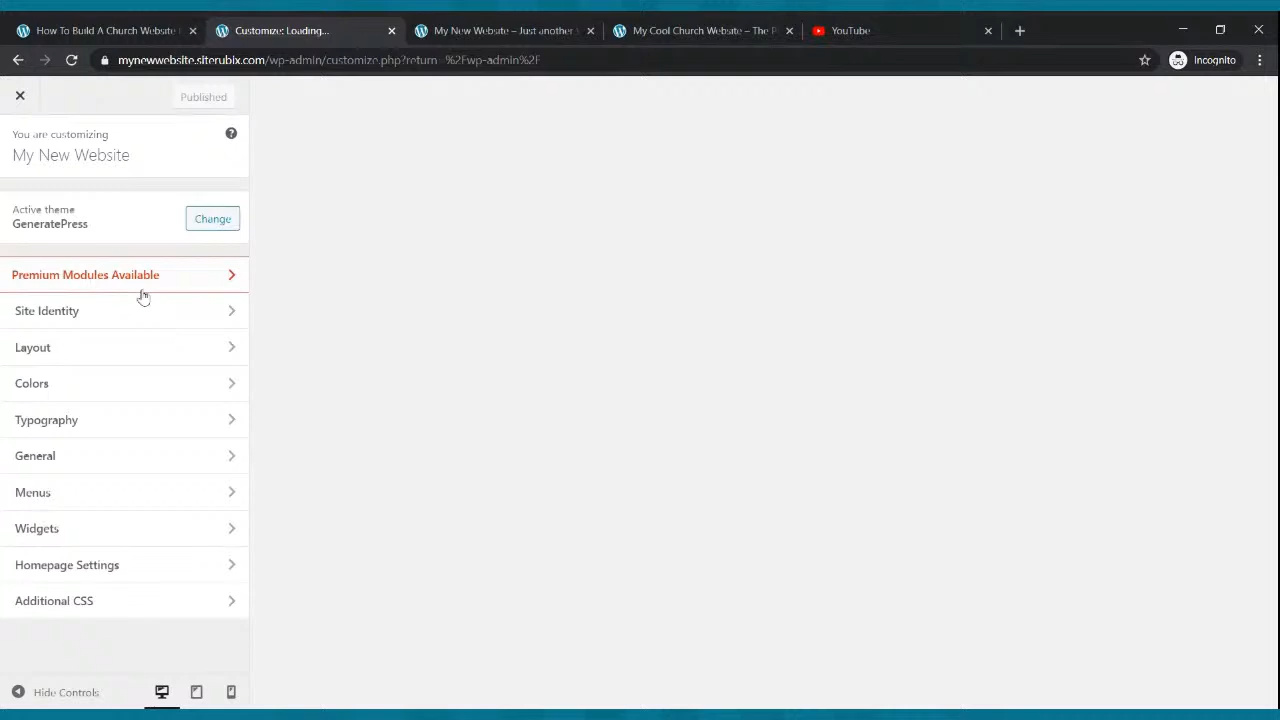 How To Build A Church Website
Customize: Loading...
My New Website – Just another
My Cool Church Website – The
YouTube
mynewwebsite.siterubix.com/wp-admin/customize.php?return=%2Fwp-admin%2F
Incognito
Published
You are customizing
My New Website
Active theme
GeneratePress
Change
Premium Modules Available
Site Identity
Layout
Colors
Typography
General
Menus
Widgets
Homepage Settings
Additional CSS
Hide Controls